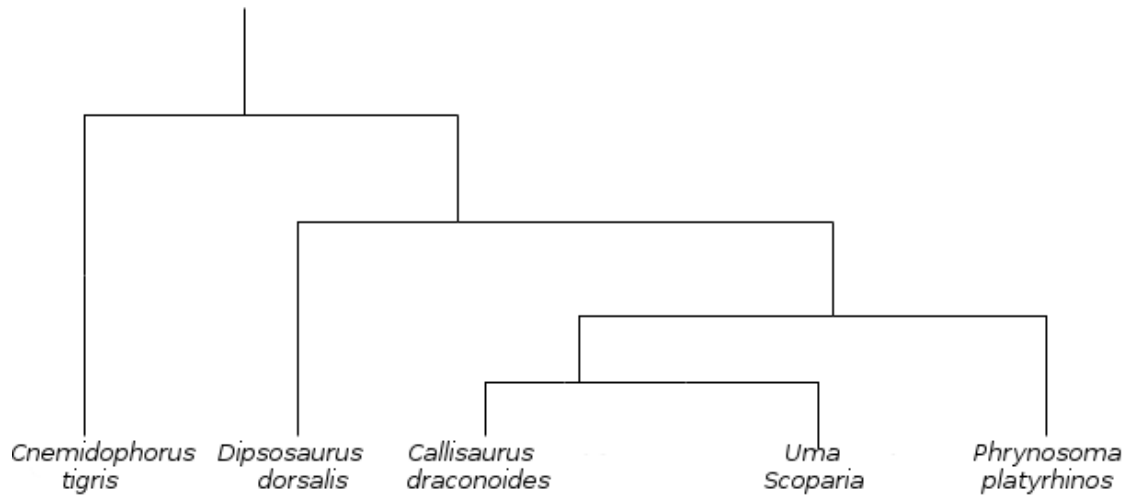 Cnemidophorus
tigris
Dipsosaurus
dorsalis
Callisaurus
draconoides
Uma
Scoparia
Phrynosoma
platyrhinos